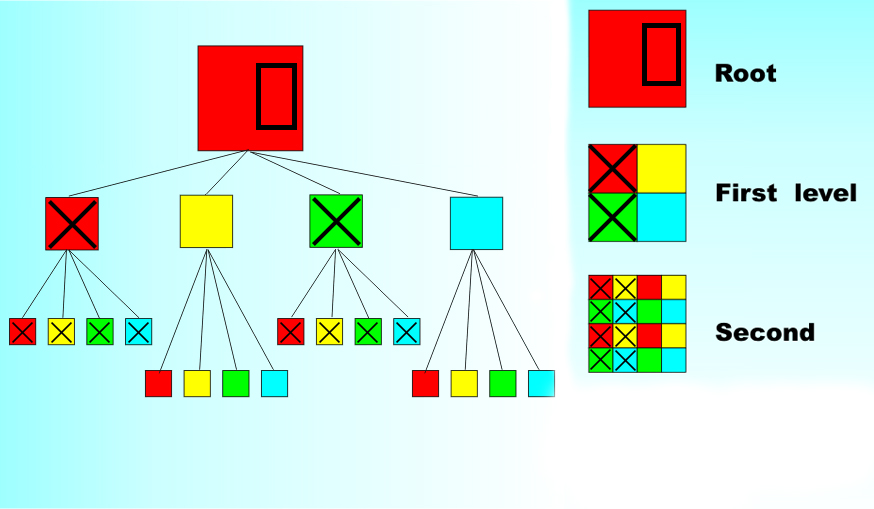 Root
First level
Second